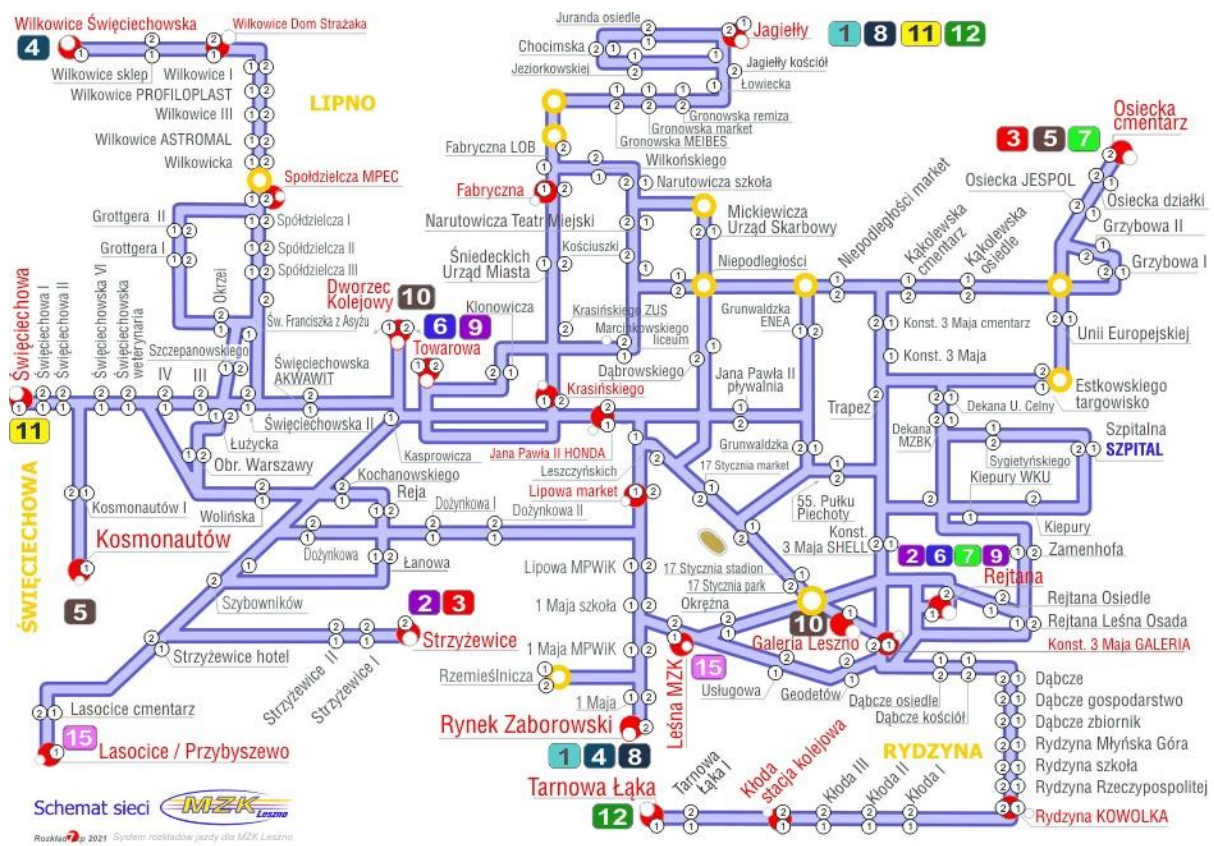 Wilkowice Święciechowska
Wilkowice Dom Strażaka
4
Wilkowice sklep
Wilkowice I
Wilkowice PROFILOPLAST
Wilkowice III
Wilkowice ASTROMAL
Wilkowicka
LIPNO
Spółdzielcza MPEC
Grottgera II
Grottgera I
Spółdzielcza I
Spółdzielcza II
Spółdzielcza III
Okrzei
Szczepanowskiego
Św. Franciszka z Asyżu
Dworzec
Kolejowy
10
6
9
Towarowa
Klonowicza
Juranda osiedle
Chocimska
Jeziorkowskiej
Jagiełły
1
8
11
12
Jagiełły kościół
Łowiecka
Gronowska remiza
Gronowska market
Gronowska MEIBES
Fabryczna LOB
Wilkońskiego
Fabryczna
Narutowicza szkoła
Narutowicza Teatr Miejski
Mickiewicza
Urząd Skarbowy
Kościuszki
Śniedeckich
Urząd Miasta
Niepodległości
Krasińskiego ZUS
Marcinkowskiego
liceum
Dąbrowskiego
Krasińskiego
Grunwaldzka
ENEA
Niepodległości market
Kąkolewska
cmentarz
Kąkolewska
osiedle
3
5
7
Osiecka
cmentarz
Osiecka JESPOL
Osiecka działki
Grzybowa II
Grzybowa I
Konst. 3 Maja cmentarz
Konst. 3 Maja
Unii Europejskiej
Estkowskiego
targowisko
Święciechowa
Święciechowa I
Święciechowa II
Święciechowska VI
Święciechowska
weterynaria
IV
III
11
Święciechowska
AKWAWIT
Święciechowska II
Łużycka
Obr. Warszawy
Wolińska
Kasprowicza
Kochanowskiego
Reja
Jana Pawła II HONDA
Jana Pawła II
pływalnia
Leszczyńskich
Lipowa market
Grunwaldzka
17 Stycznia market
Trapez
Dekana U. Celny
Dekana
MZBK
Szpitalna
SZPITAL
Sygietyńskiego
Kiepury WKU
Kiepury
Zamenhofa
55. Pułku
Piechoty
Konst.
3 Maja SHELL
ŚWIĘCIECHOWA
Kosmonautów I
Kosmonautów
5
Dożynkowa I
Dożynkowa II
Dożynkowa
Łanowa
Szybowników
Lipowa MPWiK
1 Maja szkoła
1 Maja MPWiK
Rzemieślnicza
1 Maja
Rynek Zaborowski
1
4
8
17 Stycznia stadion
17 Stycznia park
Okrężna
10
Galeria Leszno
2
6
7
9
Rejtana
Rejtana Osiedle
Rejtana Leśna Osada
Konst. 3 Maja GALERIA
Leśna MZK
15
Usługowa
Geodetów
Dąbcze osiedle
Dąbcze kościół
2
3
Strzyżewice
Strzyżewice hotel
Strzyżewice II
Strzyżewice I
Lasocice cmentarz
15
Lasocice / Przybyszewo
RYDZYNA
Dąbcze
Dąbcze gospodarstwo
Dąbcze zbiornik
Rydzyna Młyńska Góra
Rydzyna szkoła
Rydzyna Rzeczypospolitej
Rydzyna KOWOLKA
Tarnowa Łąka
12
Tarnowa
Łąka I
Kłoda
stacja kolejowa
Kłoda III
Kłoda II
Kłoda I
Schemat sieci
MZK
Leszno
Rozkład zp 2021 System rozkładów jazdy dla MZK Leszno